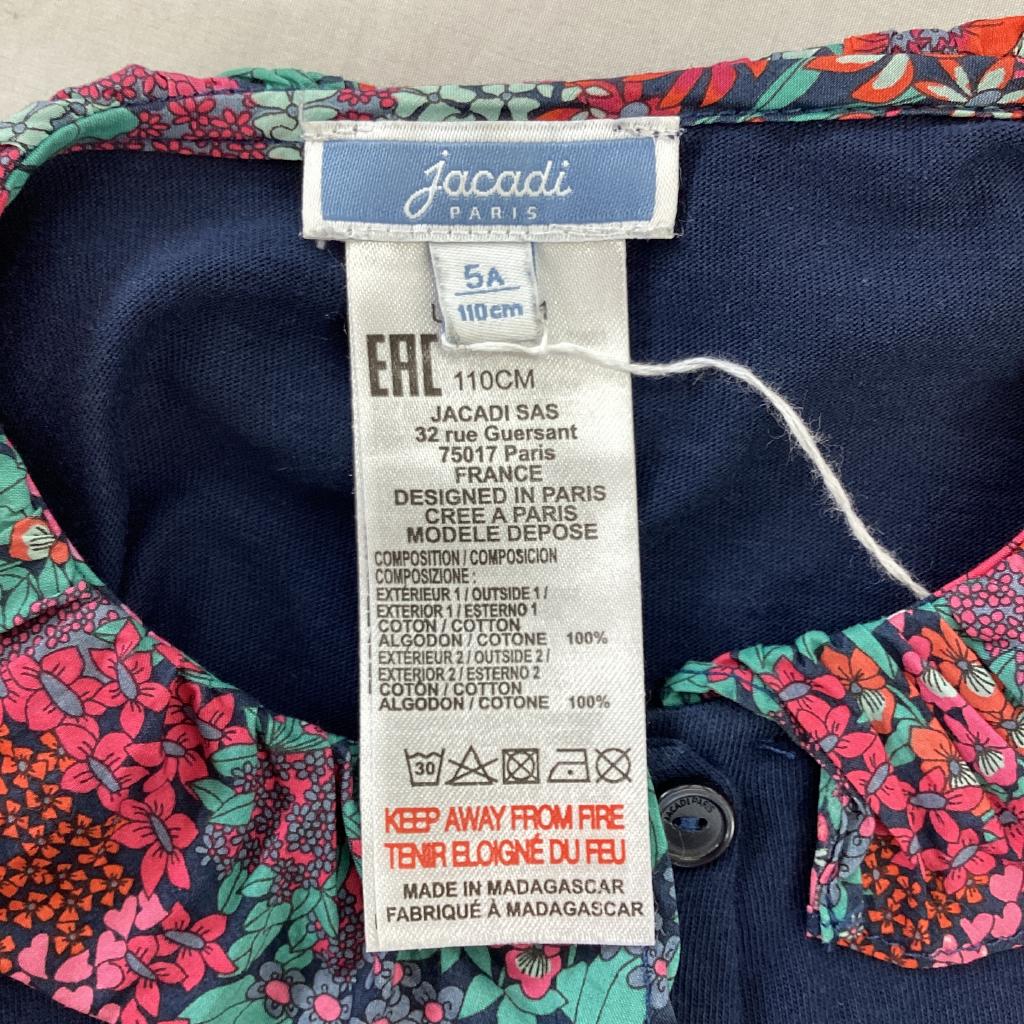 jacadi
PARIS
5A
110cm
EAC 110CM
JACADI SAS
32 rue Guersant
75017 Paris
FRANCE
DESIGNED IN PARIS
CREE A PARIS
MODELE DEPOSE
COMPOSITION / COMPOSICION
COMPOSIZIONE :
EXTÉRIEUR 1 / OUTSIDE 1 /
EXTERIOR 1 / ESTERNO 1
COTON / COTTON
ALGODON / COTONE 100%
EXTÉRIEUR 2 / OUTSIDE 2 /
EXTERIOR 2 / ESTERNO 2
COTON / COTTON
ALGODON / COTONE 100%
30
KEEP AWAY FROM FIRE
TENIR ELOIGNÉ DU FEU
MADE IN MADAGASCAR
FABRIQUÉ À MADAGASCAR
JACADI PARIS